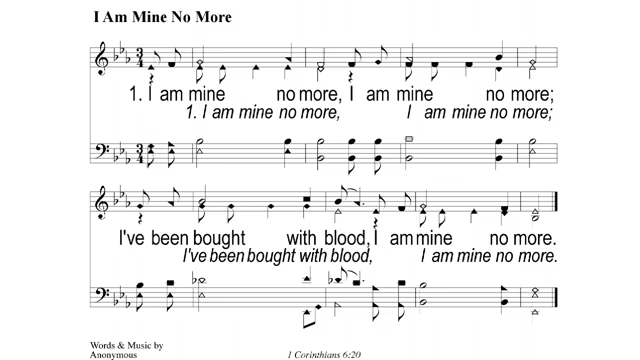 I Am Mine No More
1. I am mine no more, I am mine no more;
1. I am mine no more, I am mine no more;
I've been bought with blood, I am mine no more.
I've been bought with blood, I am mine no more.
Words & Music by
Anonymous
1 Corinthians 6:20